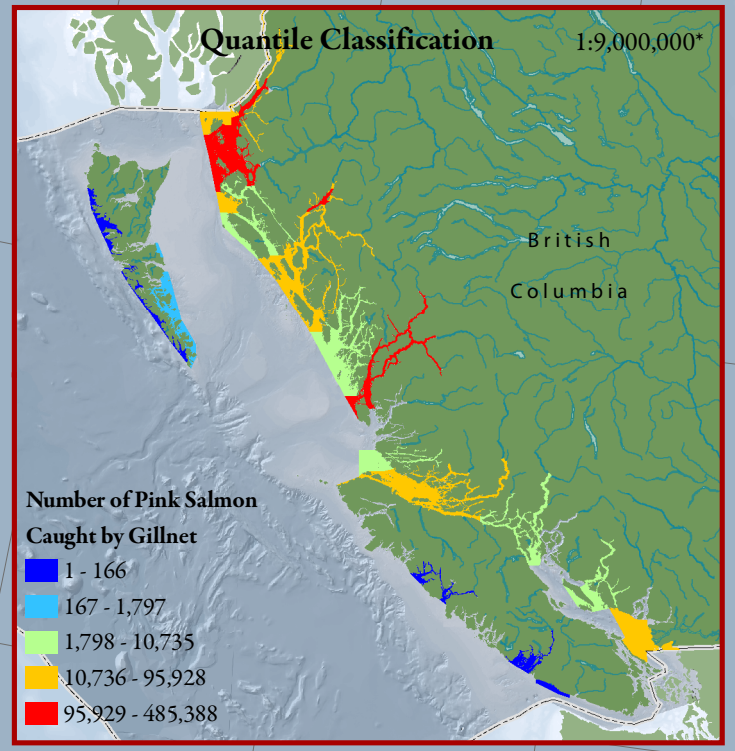 Quantile Classification
1:9,000,000*
British
Columbia
Number of Pink Salmon
Caught by Gillnet
1 - 166
167 - 1,797
1,798 - 10,735
10,736 - 95,928
95,929 - 485,388